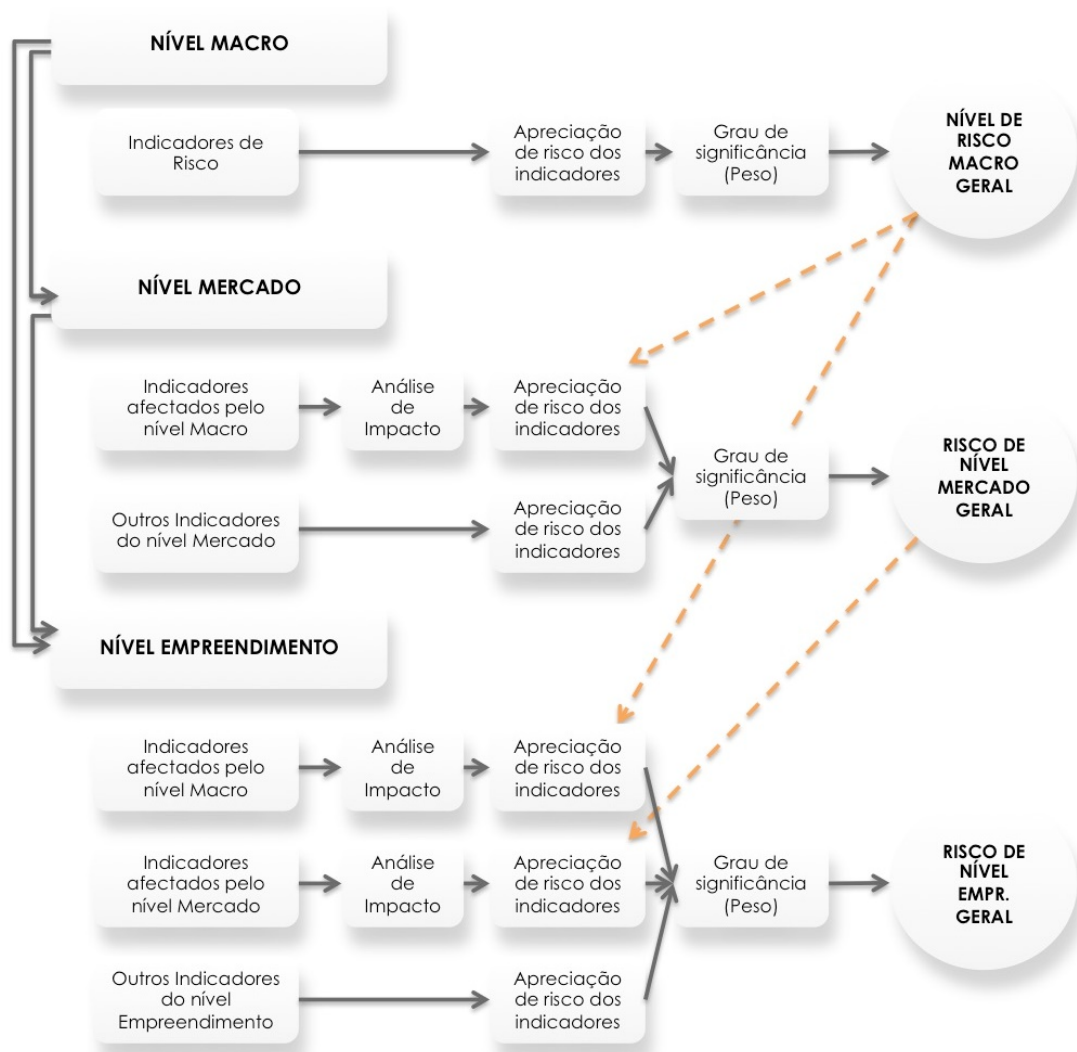 NÍVEL MACRO
Indicadores de
Risco
Apreciação
de risco dos
indicadores
Grau de
significância
(Peso)
NÍVEL DE
RISCO
MACRO
GERAL
NÍVEL MERCADO
Indicadores
afectados pelo
nível Macro
Análise
de
Impacto
Apreciação
de risco dos
indicadores
Outros Indicadores
do nível Mercado
Apreciação
de risco dos
indicadores
Grau de
significância
(Peso)
RISCO DE
NÍVEL
MERCADO
GERAL
NÍVEL EMPREENDIMENTO
Indicadores
afectados pelo
nível Macro
Análise
de
Impacto
Apreciação
de risco dos
indicadores
Indicadores
afectados pelo
nível Mercado
Análise
de
Impacto
Apreciação
de risco dos
indicadores
Grau de
significância
(Peso)
RISCO DE
NÍVEL
EMPR.
GERAL
Outros Indicadores
do nível
Empreendimento
Apreciação
de risco dos
indicadores